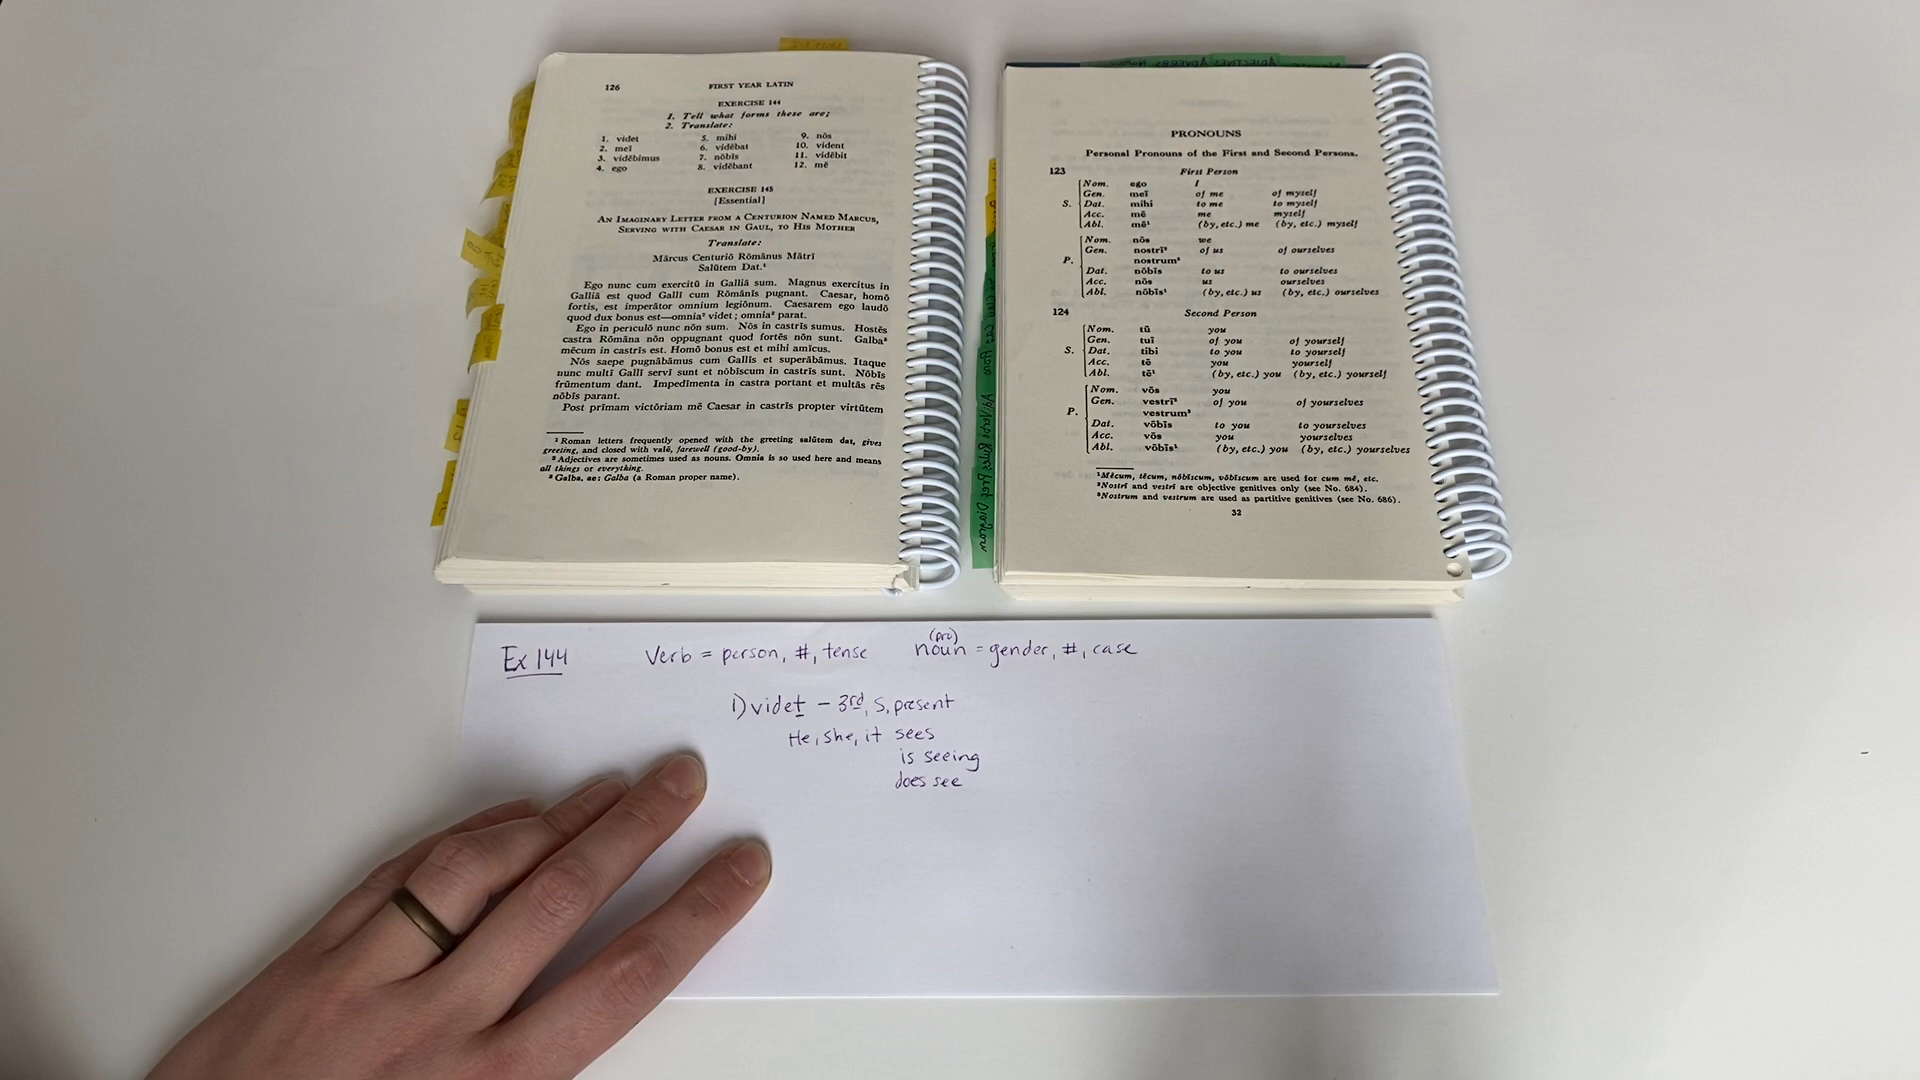 126 FIRST YEAR LATIN
EXERCISE 144
1. Tell what forms these are;
2. Translate:
1. videt 5. mihi 9. nōs
2. meī 6. vidēbat 10. vident
3. vidēbimus 7. nōbīs 11. vidēbit
4. ego 8. vidēbant 12. mē
EXERCISE 145
[Essential]
AN IMAGINARY LETTER FROM A CENTURION NAMED MARCUS,
SERVING WITH CAESAR IN GAUL, TO HIS MOTHER
Translate:
Mārcus Centuriō Rōmānus Mātrī
Salūtem Dat.¹
Ego nunc cum exercitū in Galliā sum. Magnus exercitus in
Galliā est quod Gallī cum Rōmānīs pugnant. Caesar, homō
fortis, est imperātor omnium legiōnum. Caesarem ego laudō
quod dux bonus est—omnia² videt; omnia² parat.
Ego in perīculō nunc nōn sum. Nōs in castrīs sumus. Hostēs
castra Rōmāna nōn oppugnant quod fortēs nōn sunt. Galba³
mēcum in castrīs est. Homō bonus est et mihi amīcus.
Nōs saepe pugnābāmus cum Gallīs et superābāmus. Itaque
nunc multī Gallī servī sunt et nōbīscum in castrīs sunt. Nōbīs
frūmentum dant. Impedīmenta in castra portant et multās rēs
nōbīs parant.
Post prīmam victōriam mē Caesar in castrīs propter virtūtem
¹ Roman letters frequently opened with the greeting salūtem dat, gives
greeting, and closed with valē, farewell (good-by).
² Adjectives are sometimes used as nouns. Omnia is so used here and means
all things or everything.
³ Galba, ae: Galba (a Roman proper name).
PRONOUNS
Personal Pronouns of the First and Second Persons.
123 First Person
Nom. ego I
Gen. meī of me of myself
S. Dat. mihi to me to myself
Acc. mē me myself
Abl. mē¹ (by, etc.) me (by, etc.) myself
Nom. nōs we
Gen. nostrī² of us of ourselves
P. nostrum³
Dat. nōbīs to us to ourselves
Acc. nōs us ourselves
Abl. nōbīs¹ (by, etc.) us (by, etc.) ourselves
124 Second Person
Nom. tū you
Gen. tuī of you of yourself
S. Dat. tibi to you to yourself
Acc. tē you yourself
Abl. tē¹ (by, etc.) you (by, etc.) yourself
Nom. vōs you
Gen. vestrī² of you of yourselves
P. vestrum³
Dat. vōbīs to you to yourselves
Acc. vōs you yourselves
Abl. vōbīs¹ (by, etc.) you (by, etc.) yourselves
¹Mēcum, tēcum, nōbīscum, vōbīscum are used for cum mē, etc.
²Nostrī and vestrī are objective genitives only (see No. 684).
³Nostrum and vestrum are used as partitive genitives (see No. 686).
32
Ex 144 Verb = person, #, tense (pro) noun = gender, #, case
1) videt – 3rd, S, present
He, she, it sees
is seeing
does see